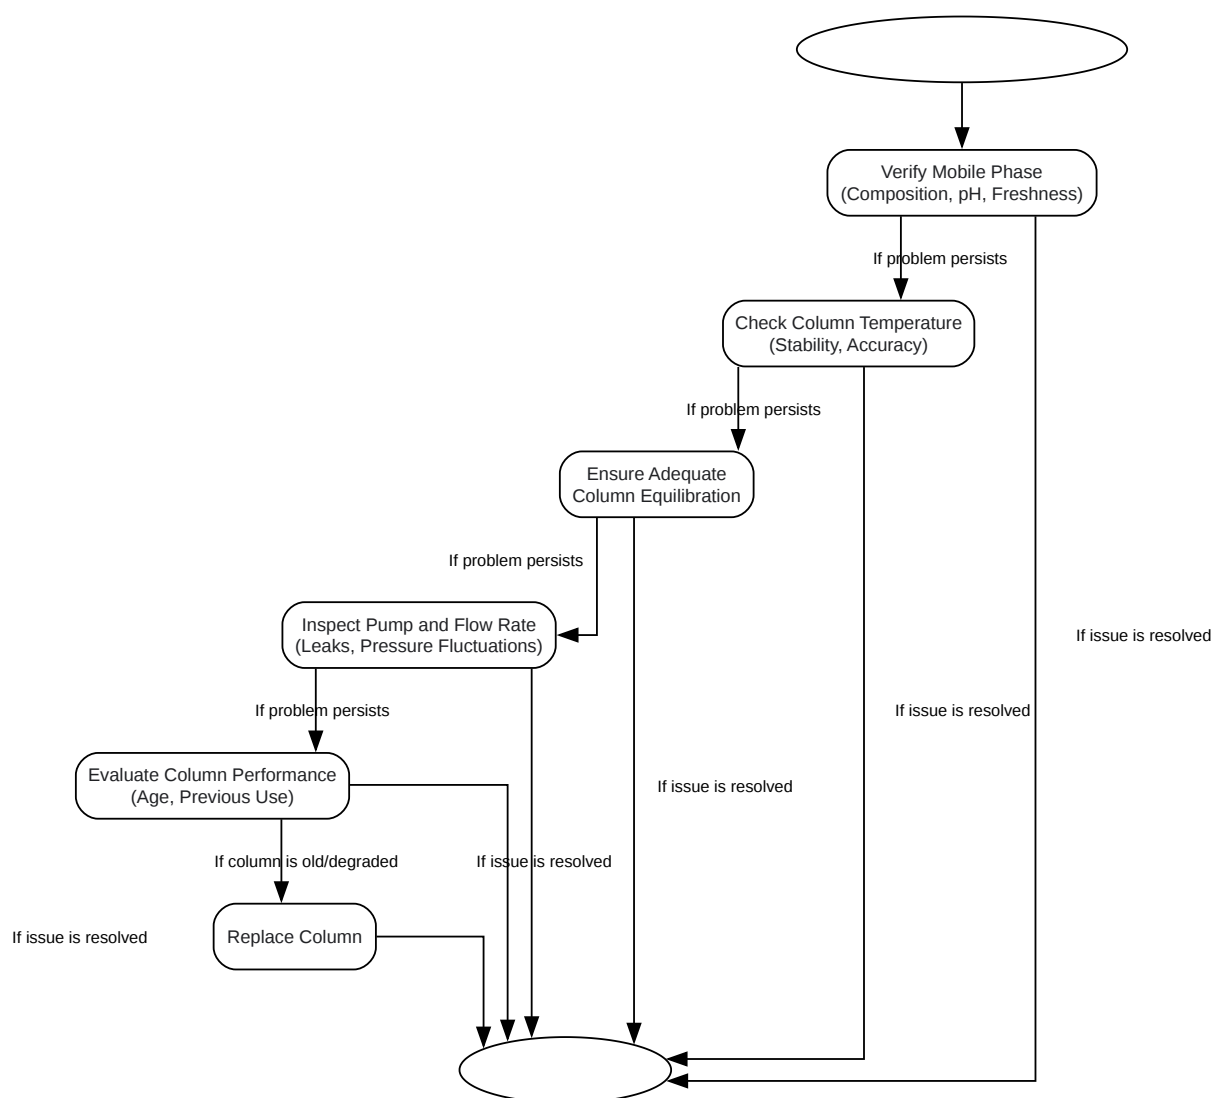 Verify Mobile Phase
(Composition, pH, Freshness)
If problem persists
Check Column Temperature
(Stability, Accuracy)
If problem persists
Ensure Adequate
Column Equilibration
If problem persists
Inspect Pump and Flow Rate
(Leaks, Pressure Fluctuations)
If issue is resolved
If problem persists
If issue is resolved
Evaluate Column Performance
(Age, Previous Use)
If issue is resolved
If column is old/degraded
If issue is resolved
Replace Column
If issue is resolved